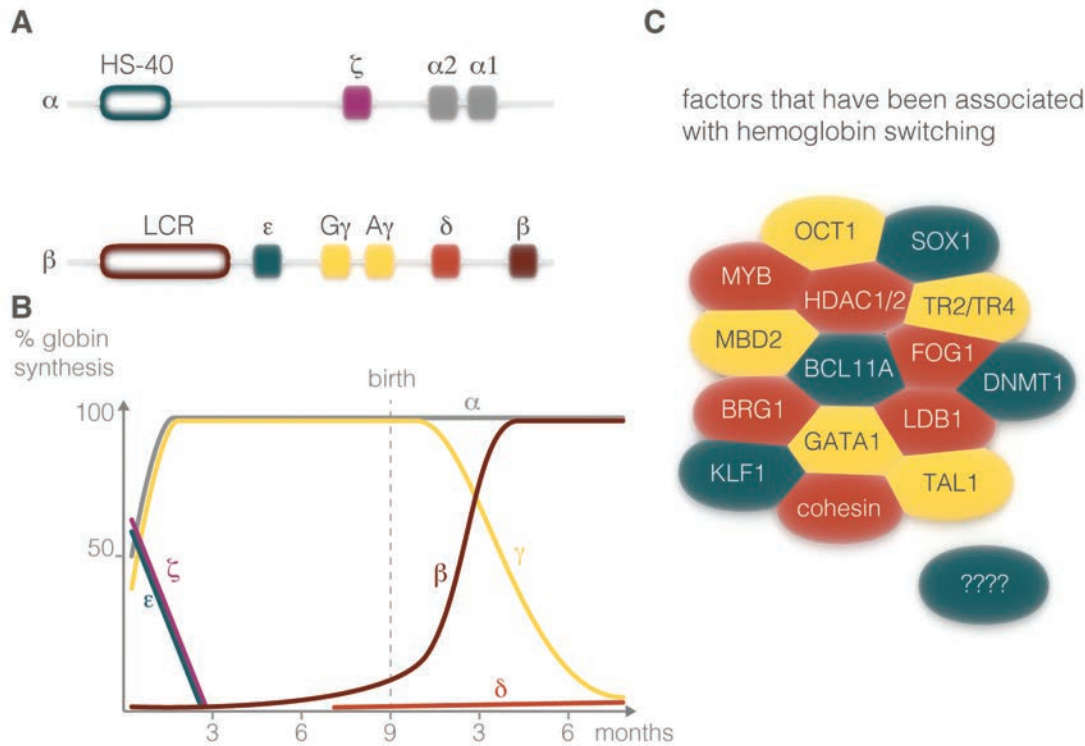 A
HS-40 ζ α2 α1
α
LCR ε Gγ Aγ δ β
β
B
% globin
synthesis
birth
100
α
50
ζ
ε
β
γ
δ
3 6 9 3 6 months
C
factors that have been associated
with hemoglobin switching
OCT1
SOX1
MYB
HDAC1/2
TR2/TR4
MBD2
BCL11A
FOG1
DNMT1
BRG1
LDB1
GATA1
KLF1
TAL1
cohesin
????